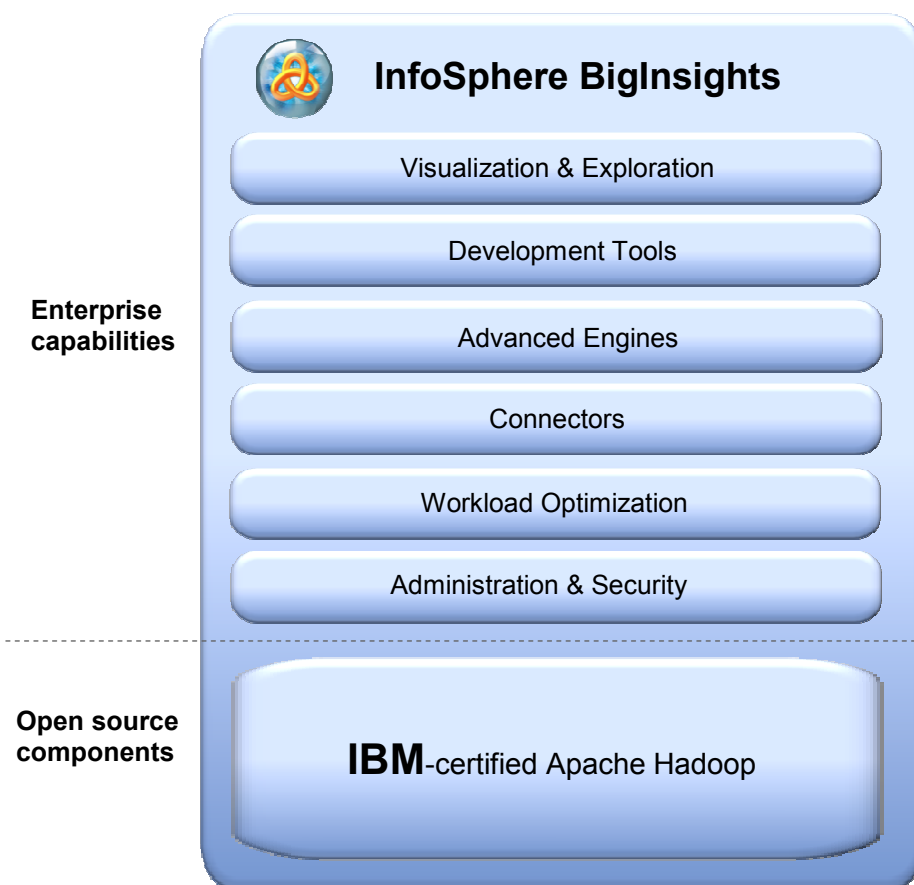 InfoSphere BigInsights
Visualization & Exploration
Development Tools
Enterprise
capabilities
Advanced Engines
Connectors
Workload Optimization
Administration & Security
Open source
components
IBM-certified Apache Hadoop